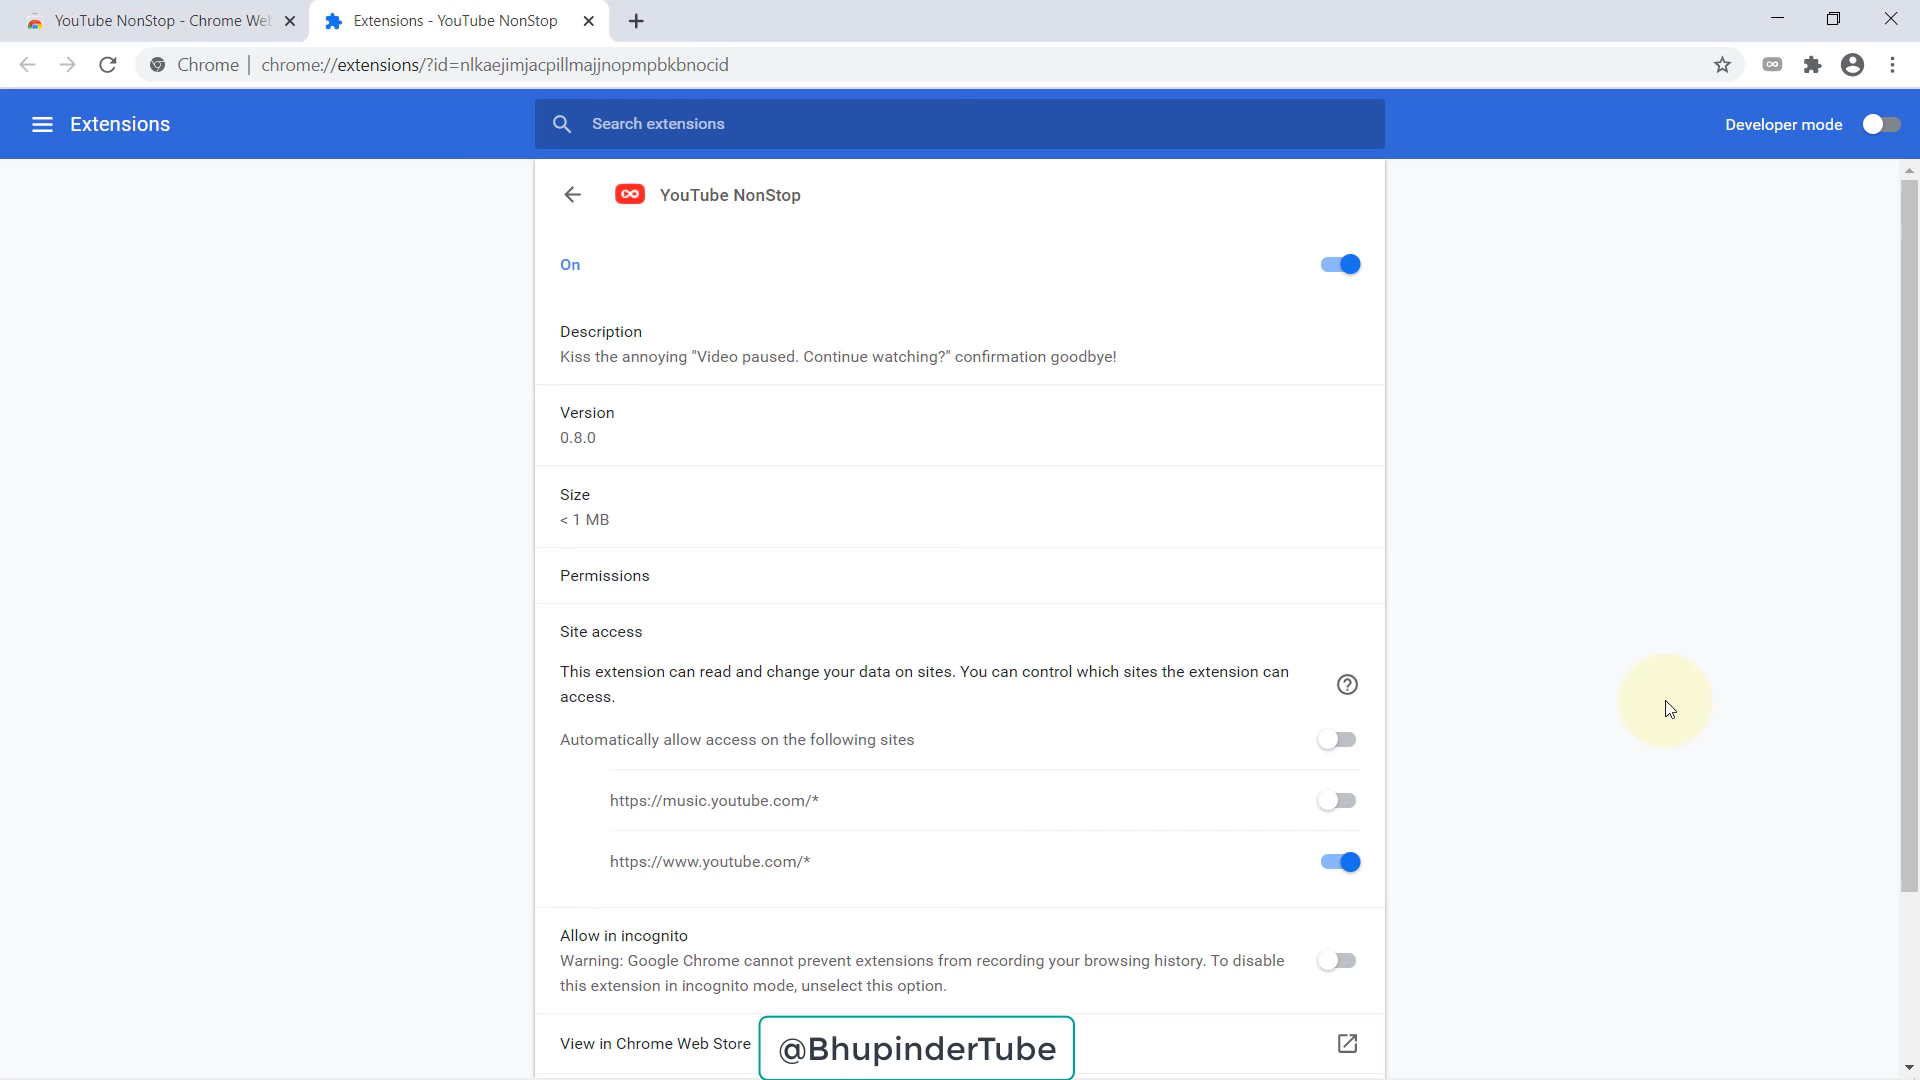 YouTube NonStop - Chrome We
Extensions - YouTube NonStop
Chrome
chrome://extensions/?id=nlkaejimjacpillmajjnopmpbkbnocid
Extensions
Search extensions
Developer mode
YouTube NonStop
On
Description
Kiss the annoying "Video paused. Continue watching?" confirmation goodbye!
Version
0.8.0
Size
< 1 MB
Permissions
Site access
This extension can read and change your data on sites. You can control which sites the extension can
access.
Automatically allow access on the following sites
https://music.youtube.com/*
https://www.youtube.com/*
Allow in incognito
Warning: Google Chrome cannot prevent extensions from recording your browsing history. To disable
this extension in incognito mode, unselect this option.
View in Chrome Web Store
@BhupinderTube